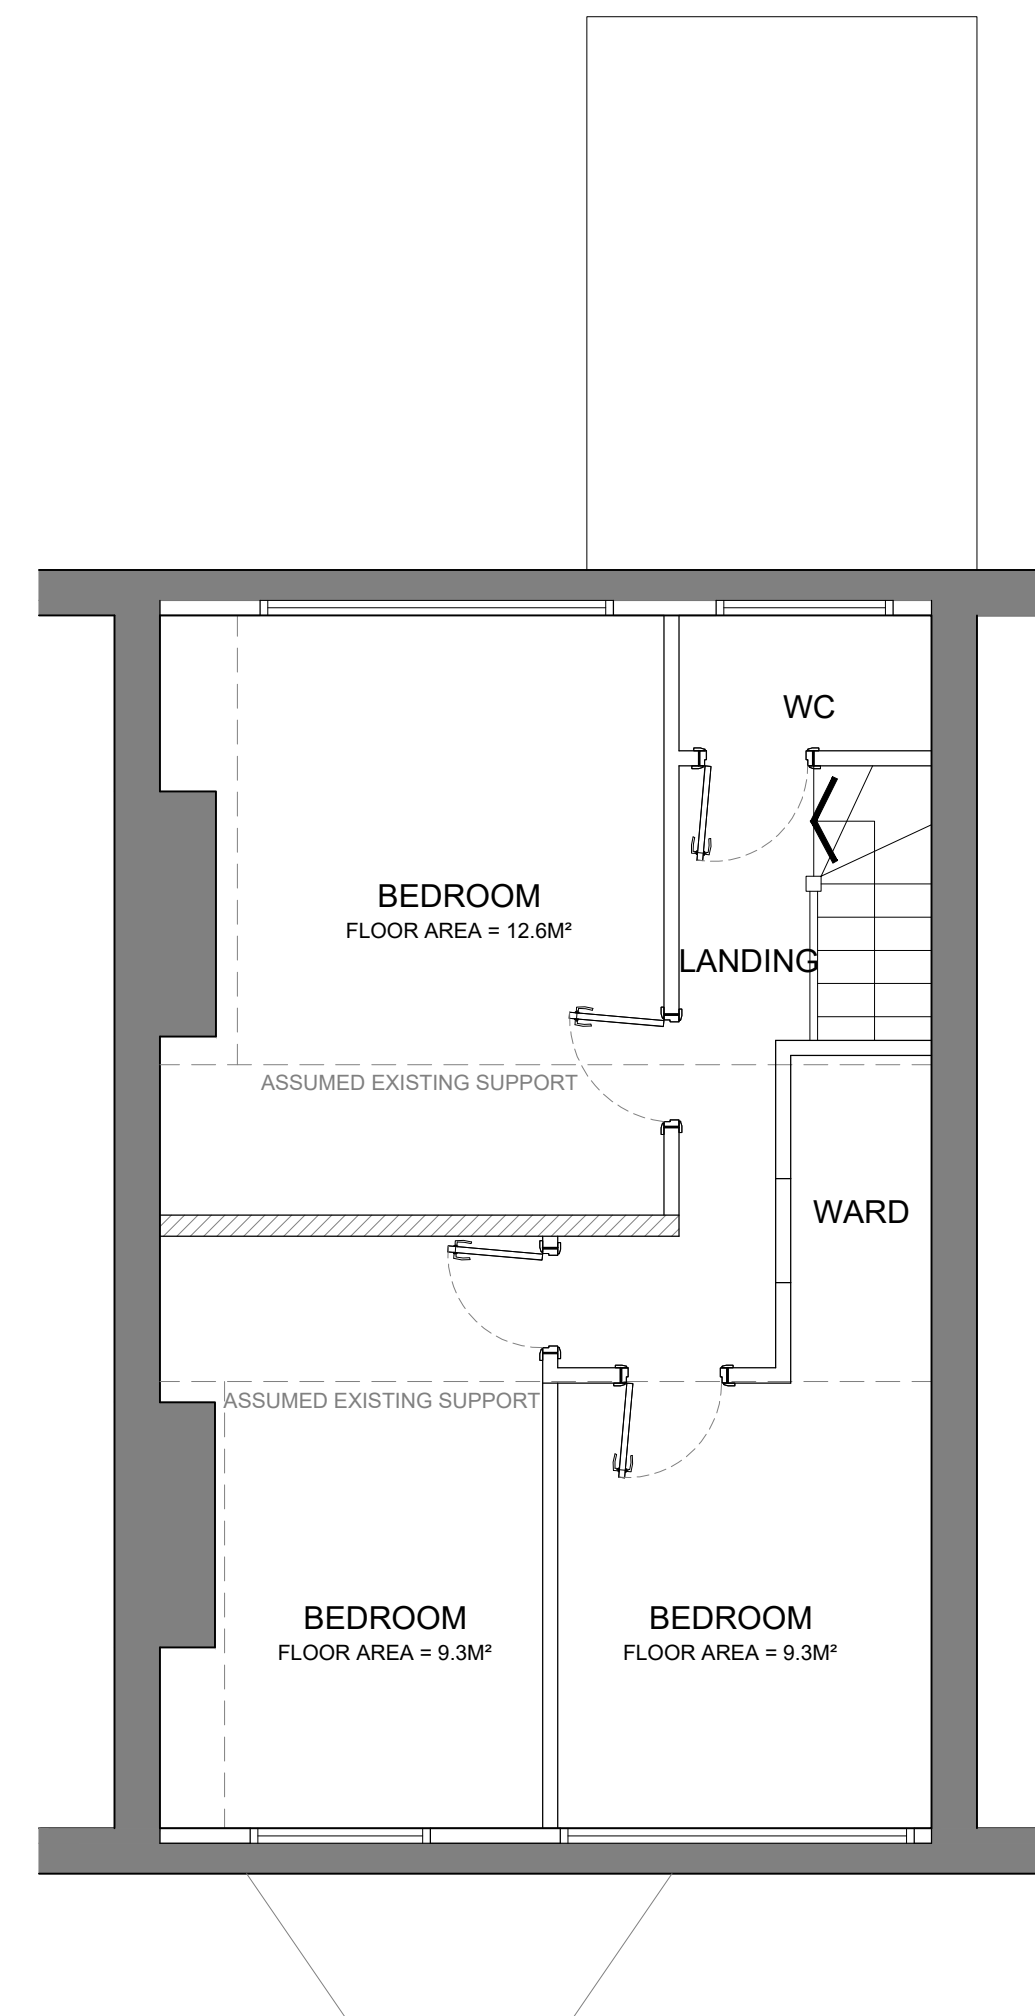 WC
BEDROOM
FLOOR AREA = 12.6M²
LANDING
ASSUMED EXISTING SUPPORT
WARD
ASSUMED EXISTING SUPPORT
BEDROOM
FLOOR AREA = 9.3M²
BEDROOM
FLOOR AREA = 9.3M²